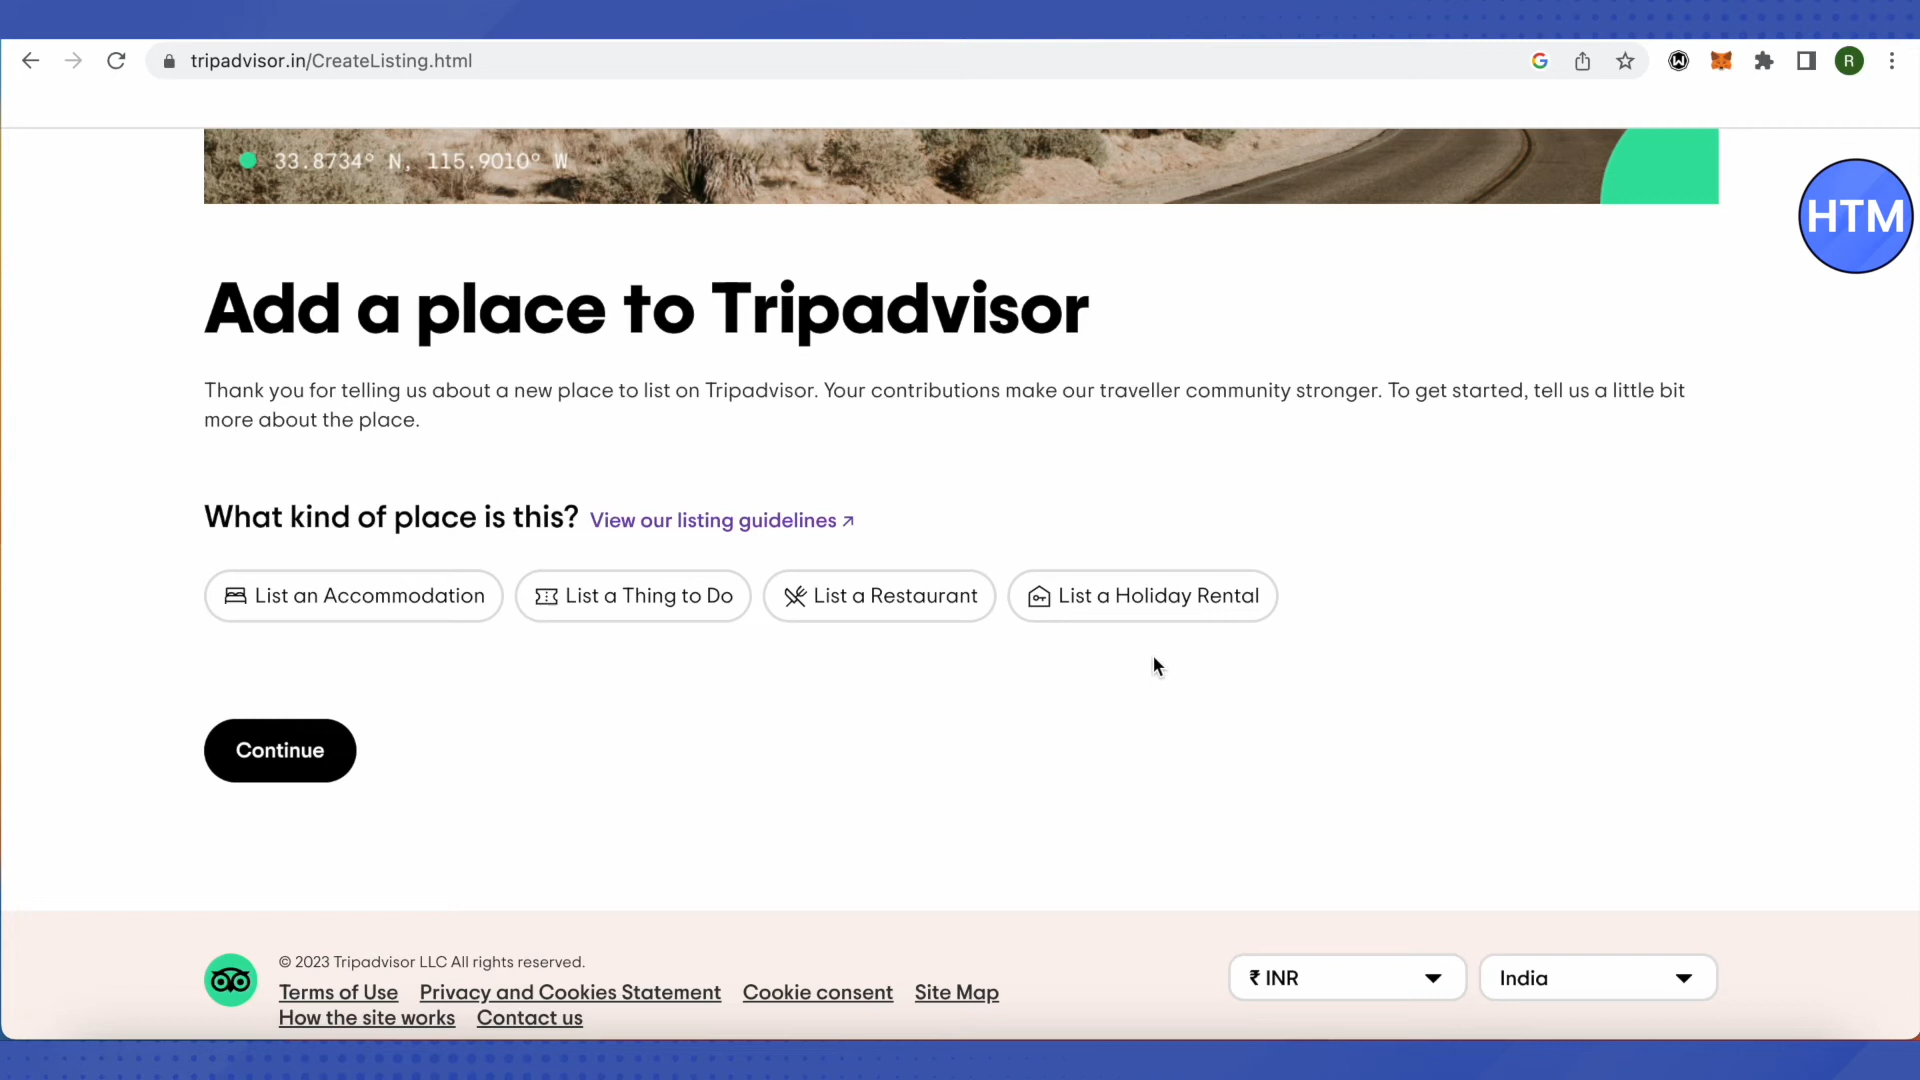 tripadvisor.in/CreateListing.html
R
33.8734° N, 115.9010° W
HTM
Add a place to Tripadvisor
Thank you for telling us about a new place to list on Tripadvisor. Your contributions make our traveller community stronger. To get started, tell us a little bit
more about the place.
What kind of place is this? View our listing guidelines ↗
List an Accommodation List a Thing to Do List a Restaurant List a Holiday Rental
Continue
© 2023 Tripadvisor LLC All rights reserved.
Terms of Use Privacy and Cookies Statement Cookie consent Site Map
How the site works Contact us
₹ INR
India